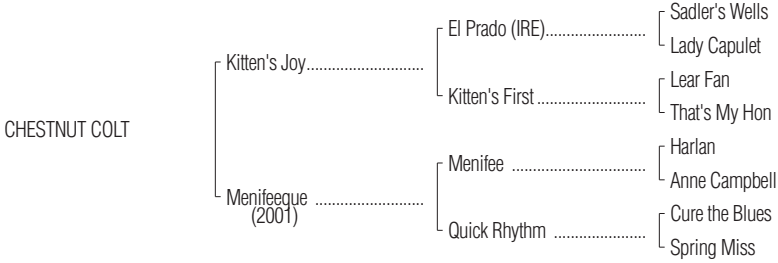 Sadler's Wells
El Prado (IRE)........................
Lady Capulet
Kitten's Joy............................
Lear Fan
Kitten's First..........................
That's My Hon
CHESTNUT COLT
Harlan
Menifee ................................
Anne Campbell
Menifeeque ..........................
(2001)
Cure the Blues
Quick Rhythm ......................
Spring Miss